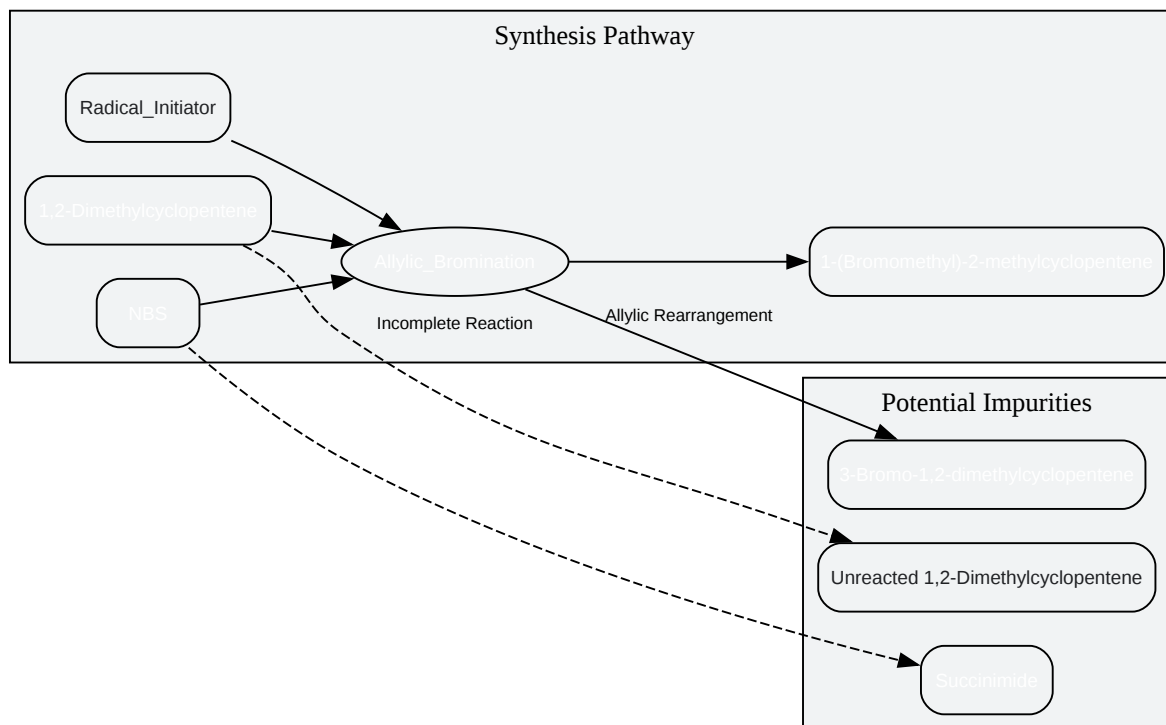 Synthesis Pathway
Radical_Initiator
1,2-Dimethylcyclopentene
Allylic_Bromination
1-(Bromomethyl)-2-methylcyclopentene
NBS
Incomplete Reaction
Allylic Rearrangement
Potential Impurities
3-Bromo-1,2-dimethylcyclopentene
Unreacted 1,2-Dimethylcyclopentene
Succinimide